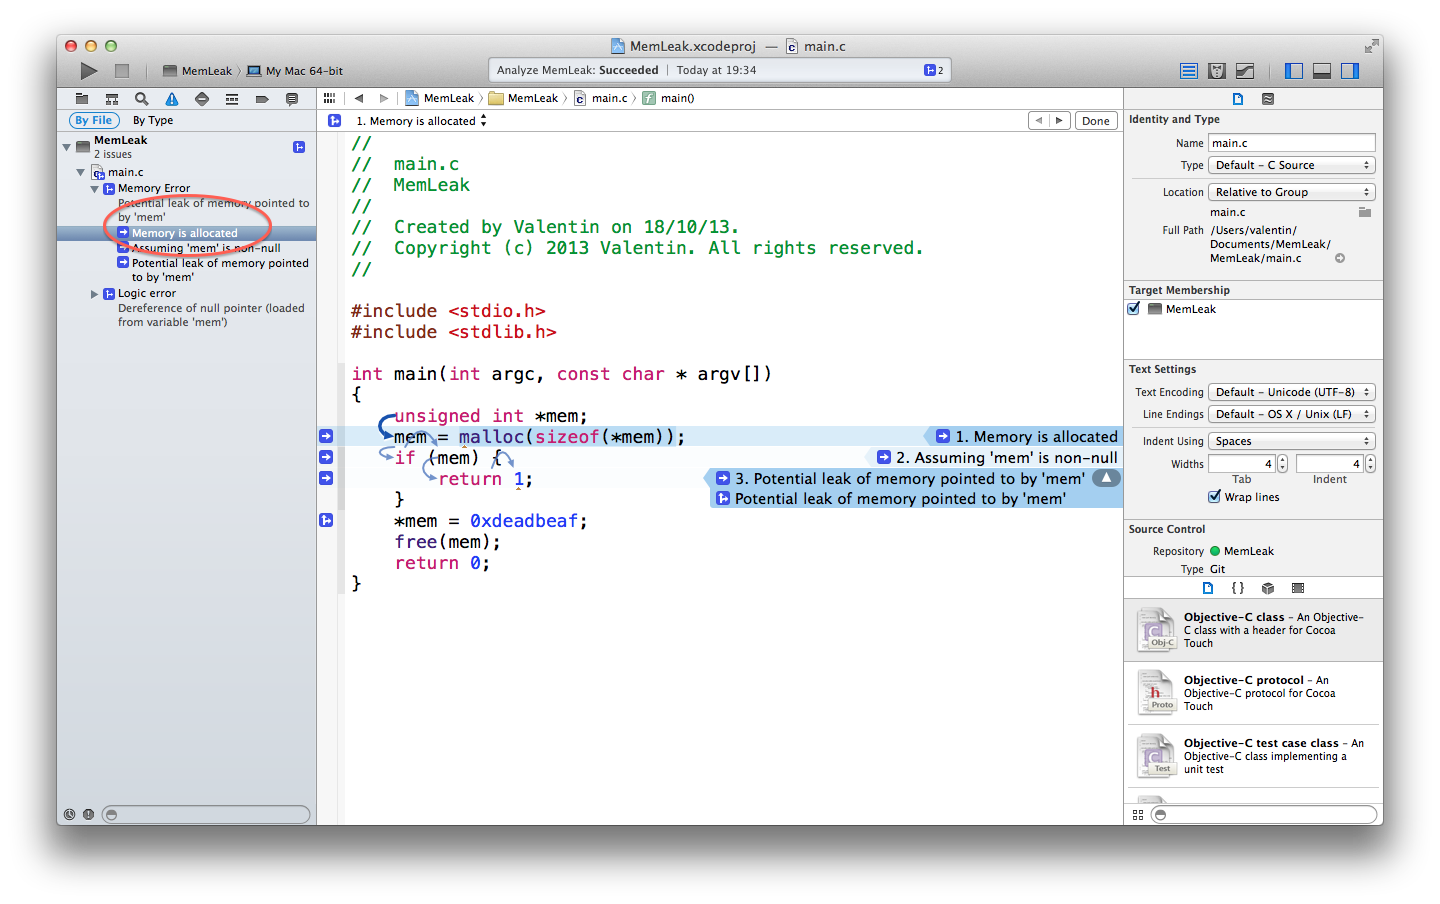 MemLeak.xcodeproj — main.c
MemLeak My Mac 64-bit
Analyze MemLeak: Succeeded | Today at 19:34 2
MemLeak MemLeak main.c main()
By File By Type
1. Memory is allocated Done
MemLeak
2 issues
main.c
Memory Error
Potential leak of memory pointed to
by 'mem'
Memory is allocated
Assuming 'mem' is non-null
Potential leak of memory pointed
to by 'mem'
Logic error
Dereference of null pointer (loaded
from variable 'mem')
//
// main.c
// MemLeak
//
// Created by Valentin on 18/10/13.
// Copyright (c) 2013 Valentin. All rights reserved.
//
#include <stdio.h>
#include <stdlib.h>
int main(int argc, const char * argv[])
{
unsigned int *mem;
mem = malloc(sizeof(*mem)); 1. Memory is allocated
if (mem) { 2. Assuming 'mem' is non-null
return 1; 3. Potential leak of memory pointed to by 'mem'
} Potential leak of memory pointed to by 'mem'
*mem = 0xdeadbeaf;
free(mem);
return 0;
}
Identity and Type
Name main.c
Type Default – C Source
Location Relative to Group
main.c
Full Path /Users/valentin/
Documents/MemLeak/
MemLeak/main.c
Target Membership
MemLeak
Text Settings
Text Encoding Default – Unicode (UTF-8)
Line Endings Default – OS X / Unix (LF)
Indent Using Spaces
Widths 4 4
Tab Indent
Wrap lines
Source Control
Repository MemLeak
Type Git
{ }
Obj-C
Objective-C class – An Objective-
C class with a header for Cocoa
Touch
Proto
Objective-C protocol – An
Objective-C protocol for Cocoa
Touch
Test
Objective-C test case class – An
Objective-C class implementing a
unit test